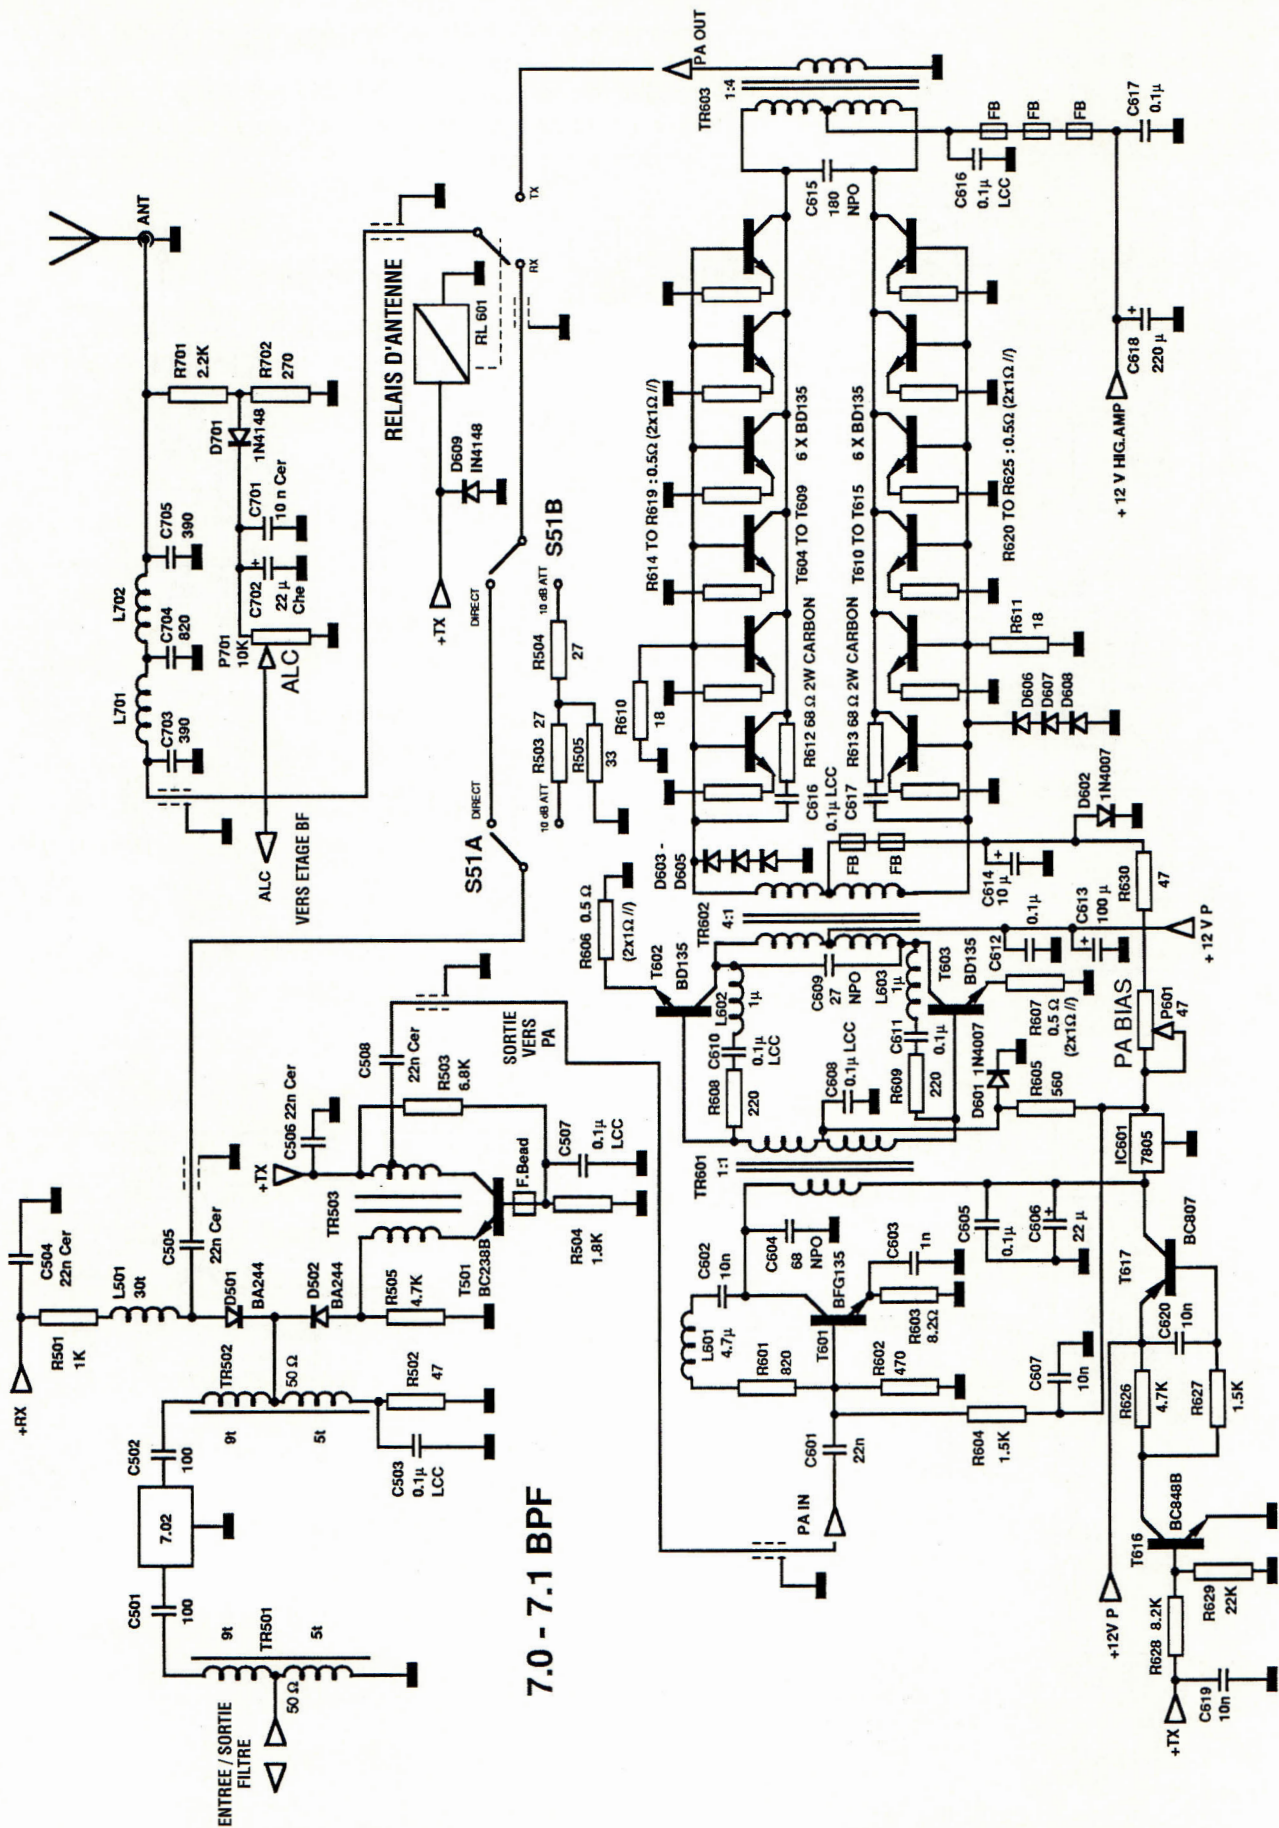 ENTREE / SORTIE
FILTRE
50 Ω
9t
TR501
5t
C501
100
7.02
C502
100
9t
5t
TR502
50 Ω
C503
0.1µ
LCC
R502
47
7.0 - 7.1 BPF
+RX
R501
1K
C504
22n Cer
L501
30t
C505
22n Cer
D501
BA244
D502
BA244
R505
4.7K
T501
BC238B
TR503
+TX
C506 22n Cer
F.Bead
R504
1.8K
C507
0.1µ
LCC
R503
6.8K
C508
22n Cer
SORTIE
VERS
PA
ALC
VERS ETAGE BF
C703
390
L701
C704
820
L702
C705
390
P701
10K
ALC
C702
+
22 µ
Che
C701
10 n Cer
D701
1N4148
R701
2.2K
R702
270
ANT
S51A
DIRECT
DIRECT
10 dB ATT
R503 27
R505
33
R504
27
10 dB ATT
S51B
+TX
D609
IN4148
RELAIS D'ANTENNE
RL 601
RX
TX
PA OUT
PA IN
C601
22n
L601
4.7µ
C602
10n
R601
820
T601
BFG135
R602
470
R603
8.2Ω
C603
1n
C604
68
NPO
R604
1.5K
C607
10n
C605
0.1µ
C606
+
22 µ
TR601
1:1
R608
220
C610
0.1µ
LCC
L602
1µ
C608
0.1µ LCC
R609
220
C611
0.1µ
L603
1µ
C609
27
NPO
T602
BD135
R606 0.5 Ω
(2x1Ω //)
T603
BD135
R607
0.5 Ω
(2x1Ω //)
D601 1N4007
R605
560
TR602
4:1
C612
0.1µ
C613
+
100 µ
C614
+
10 µ
FB
FB
D602
1N4007
R630
47
+ 12 V P
PA BIAS
P601
47
IC601
7805
+TX
C619
10n
R628 8.2K
R629
22K
T616
BC848B
+12V P
R626
4.7K
R627
1.5K
C620
10n
T617
BC807
D603 -
D605
R610
18
R614 TO R619 : 0.5Ω (2x1Ω //)
C616
0.1µ LCC
C617
R612 68 Ω 2W CARBON
R613 68 Ω 2W CARBON
T604 TO T609
6 X BD135
T610 TO T615
6 X BD135
D606
D607
D608
R611
18
R620 TO R625 : 0.5Ω (2x1Ω //)
C615
180
NPO
TR603
1:4
C616
0.1µ
LCC
FB
FB
FB
C617
0.1µ
C618
+
220 µ
+ 12 V HIG.AMP